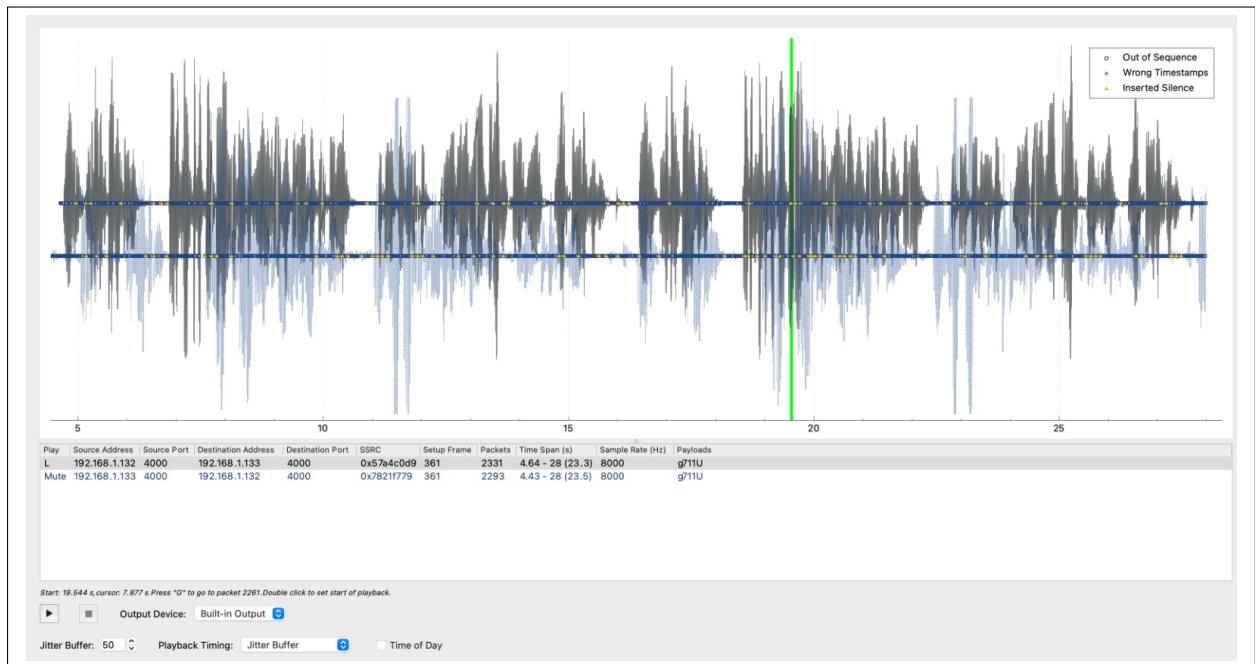 Out of Sequence
Wrong Timestamps
Inserted Silence
5 10 15 20 25
Play Source Address Source Port Destination Address Destination Port SSRC Setup Frame Packets Time Span (s) Sample Rate (Hz) Payloads
L 192.168.1.132 4000 192.168.1.133 4000 0x57a4c0d9 361 2331 4.64 - 28 (23.3) 8000 g711U
Mute 192.168.1.133 4000 192.168.1.132 4000 0x7821f779 361 2293 4.43 - 28 (23.5) 8000 g711U
Start: 19.544 s,cursor: 7.877 s.Press "G" to go to packet 2261.Double click to set start of playback.
Output Device: Built-in Output
Jitter Buffer: 50 Playback Timing: Jitter Buffer Time of Day